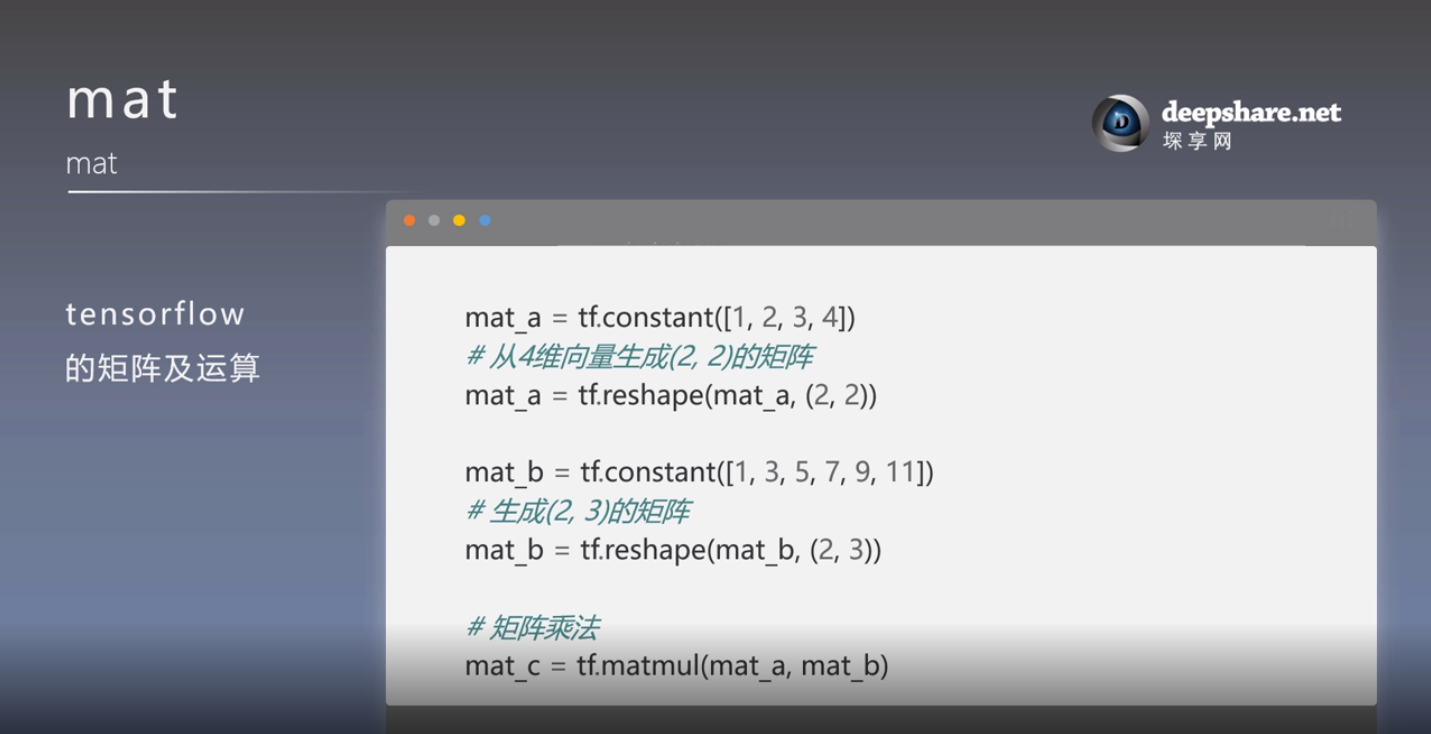 mat
mat
deepshare.net
琛享网
tensorflow
的矩阵及运算
mat_a = tf.constant([1, 2, 3, 4])
# 从4维向量生成(2, 2)的矩阵
mat_a = tf.reshape(mat_a, (2, 2))
mat_b = tf.constant([1, 3, 5, 7, 9, 11])
# 生成(2, 3)的矩阵
mat_b = tf.reshape(mat_b, (2, 3))
# 矩阵乘法
mat_c = tf.matmul(mat_a, mat_b)